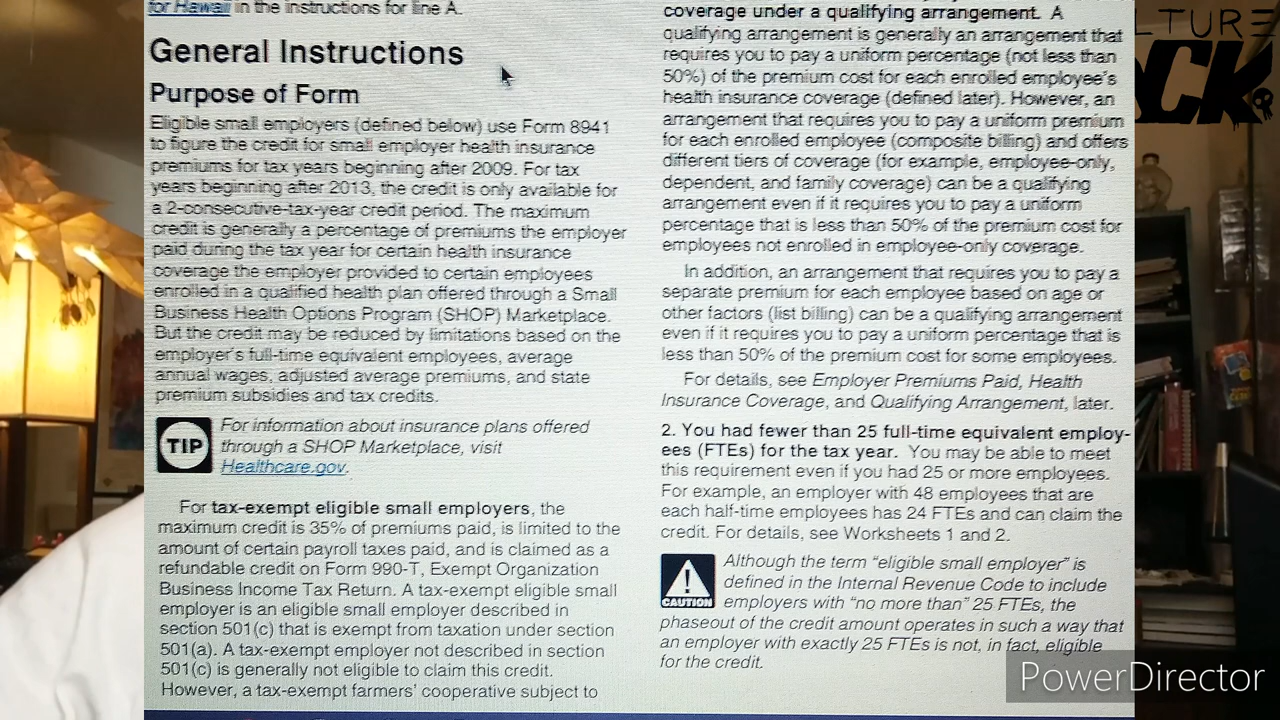 for Hawaii in the instructions for line A.
General Instructions
Purpose of Form
Eligible small employers (defined below) use Form 8941
to figure the credit for small employer health insurance
premiums for tax years beginning after 2009. For tax
years beginning after 2013, the credit is only available for
a 2-consecutive-tax-year credit period. The maximum
credit is generally a percentage of premiums the employer
paid during the tax year for certain health insurance
coverage the employer provided to certain employees
enrolled in a qualified health plan offered through a Small
Business Health Options Program (SHOP) Marketplace.
But the credit may be reduced by limitations based on the
employer's full-time equivalent employees, average
annual wages, adjusted average premiums, and state
premium subsidies and tax credits.
TIP
For information about insurance plans offered
through a SHOP Marketplace, visit
Healthcare.gov.
For tax-exempt eligible small employers, the
maximum credit is 35% of premiums paid, is limited to the
amount of certain payroll taxes paid, and is claimed as a
refundable credit on Form 990-T, Exempt Organization
Business Income Tax Return. A tax-exempt eligible small
employer is an eligible small employer described in
section 501(c) that is exempt from taxation under section
501(a). A tax-exempt employer not described in section
501(c) is generally not eligible to claim this credit.
However, a tax-exempt farmers' cooperative subject to
coverage under a qualifying arrangement. A
qualifying arrangement is generally an arrangement that
requires you to pay a uniform percentage (not less than
50%) of the premium cost for each enrolled employee's
health insurance coverage (defined later). However, an
arrangement that requires you to pay a uniform premium
for each enrolled employee (composite billing) and offers
different tiers of coverage (for example, employee-only,
dependent, and family coverage) can be a qualifying
arrangement even if it requires you to pay a uniform
percentage that is less than 50% of the premium cost for
employees not enrolled in employee-only coverage.
In addition, an arrangement that requires you to pay a
separate premium for each employee based on age or
other factors (list billing) can be a qualifying arrangement
even if it requires you to pay a uniform percentage that is
less than 50% of the premium cost for some employees.
For details, see Employer Premiums Paid, Health
Insurance Coverage, and Qualifying Arrangement, later.
2. You had fewer than 25 full-time equivalent employ-
ees (FTEs) for the tax year. You may be able to meet
this requirement even if you had 25 or more employees.
For example, an employer with 48 employees that are
each half-time employees has 24 FTEs and can claim the
credit. For details, see Worksheets 1 and 2.
CAUTION
Although the term "eligible small employer" is
defined in the Internal Revenue Code to include
employers with "no more than" 25 FTEs, the
phaseout of the credit amount operates in such a way that
an employer with exactly 25 FTEs is not, in fact, eligible
for the credit.
LTURE
CK
PowerDirector